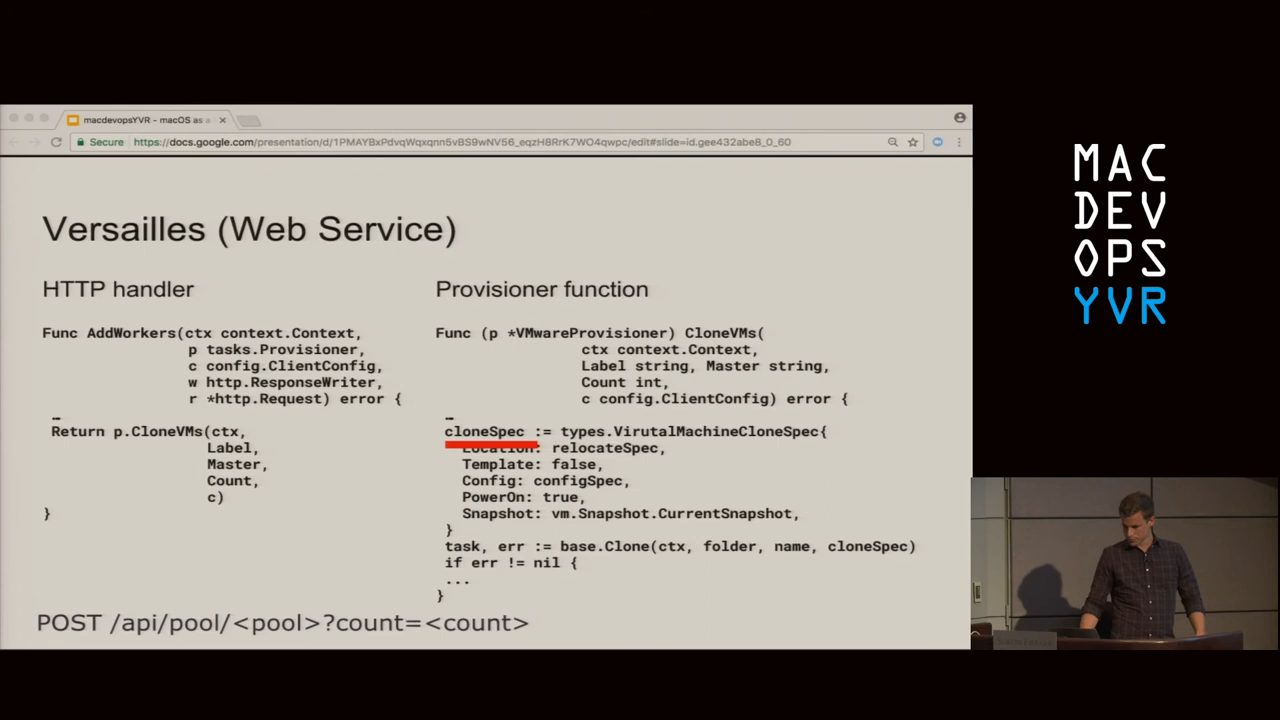 macdevopsYVR - macOS as a
Secure https://docs.google.com/presentation/d/1PMAYBxPdvqWqxqnn5vBS9wNV56_eqzH8RrK7WO4qwpc/edit#slide=id.gee432abe8_0_60
Versailles (Web Service)
HTTP handler
Func AddWorkers(ctx context.Context,
p tasks.Provisioner,
c config.ClientConfig,
w http.ResponseWriter,
r *http.Request) error {
…
Return p.CloneVMs(ctx,
Label,
Master,
Count,
c)
}
Provisioner function
Func (p *VMwareProvisioner) CloneVMs(
ctx context.Context,
Label string, Master string,
Count int,
c config.ClientConfig) error {
…
cloneSpec := types.VirutalMachineCloneSpec{
Location: relocateSpec,
Template: false,
Config: configSpec,
PowerOn: true,
Snapshot: vm.Snapshot.CurrentSnapshot,
}
task, err := base.Clone(ctx, folder, name, cloneSpec)
if err != nil {
...
}
POST /api/pool/<pool>?count=<count>
MAC
DEV
OPS
YVR